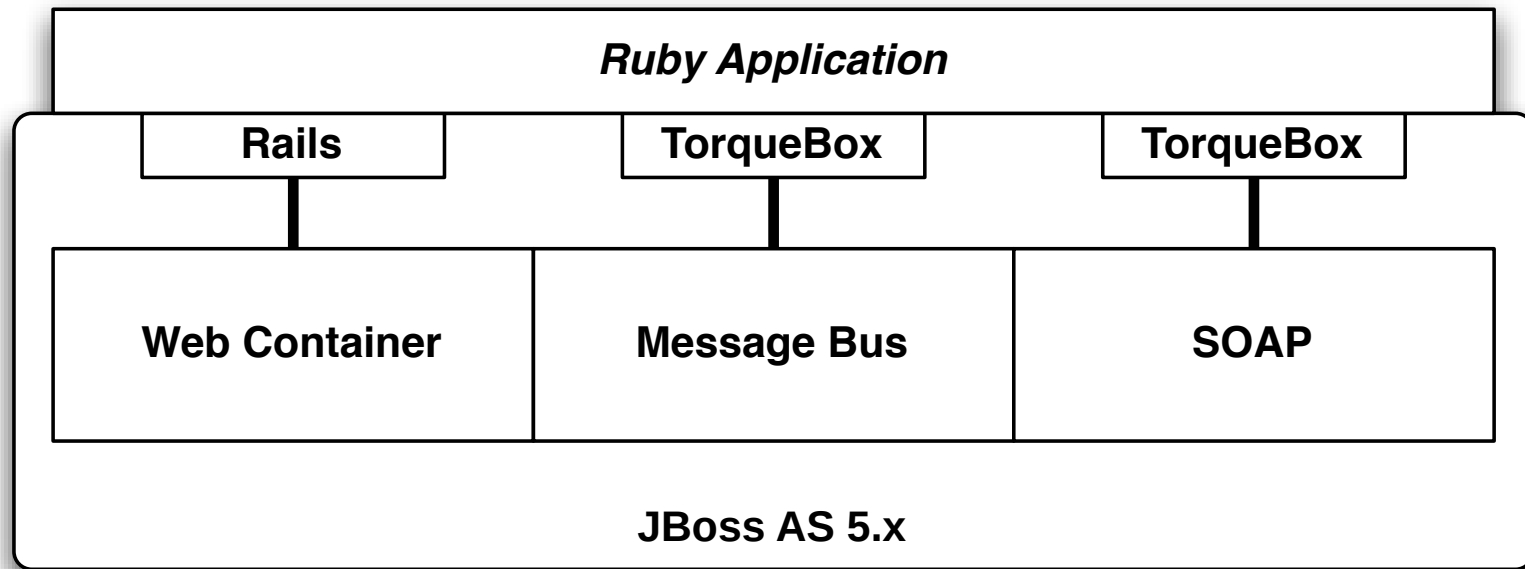 Ruby Application
Rails
TorqueBox
TorqueBox
Web Container
Message Bus
SOAP
JBoss AS 5.x